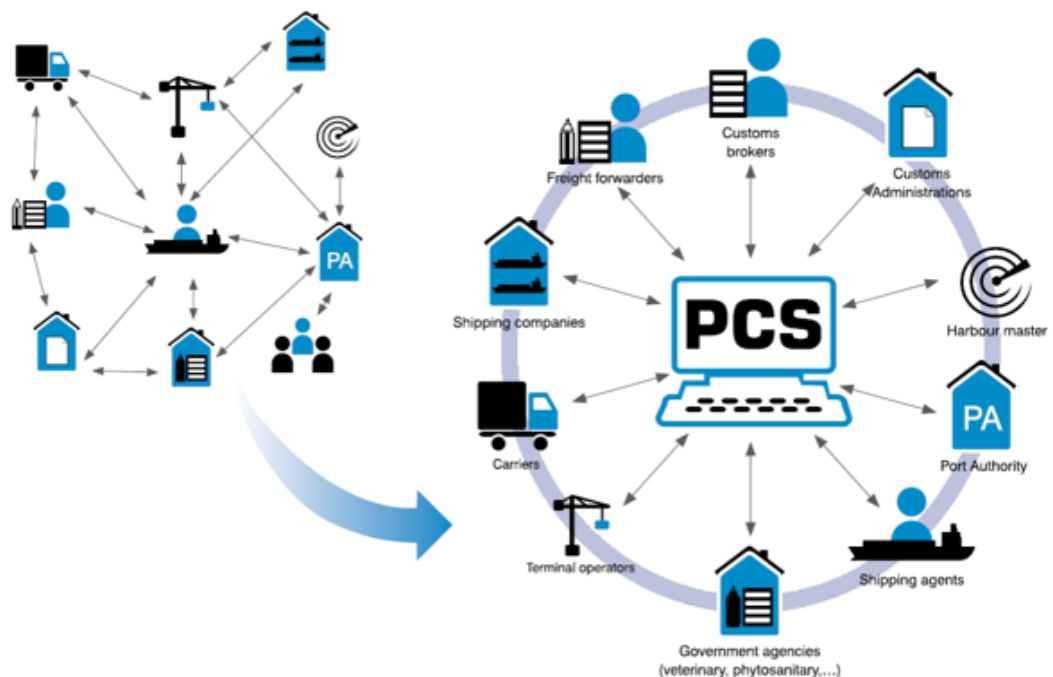 PA
Customs
brokers
Freight forwarders
Customs
Administrations
Shipping companies
PCS
Harbour master
PA
Carriers
Port Authority
Terminal operators
Shipping agents
Government agencies
(veterinary, phytosanitary,...)